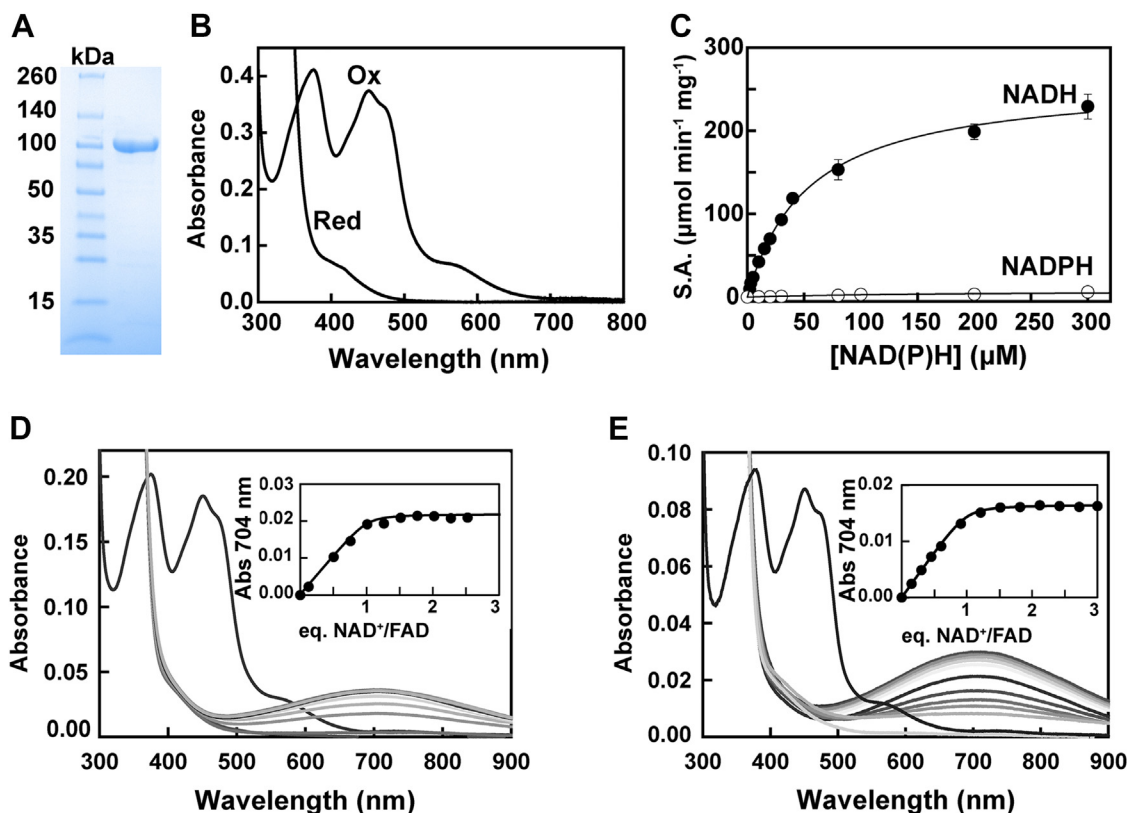 A
kDa
260
140
100
50
35
15
B
Absorbance
0.4
0.3
0.2
0.1
0.0
Ox
Red
300 400 500 600 700 800
Wavelength (nm)
C
S.A. (µmol min⁻¹ mg⁻¹)
300
200
100
0
NADH
NADPH
0 50 100 150 200 250 300
[NAD(P)H] (µM)
D
Absorbance
0.20
0.15
0.10
0.05
0.00
Abs 704 nm
0.03
0.02
0.01
0.00
0 1 2 3
eq. NAD⁺/FAD
300 400 500 600 700 800 900
Wavelength (nm)
E
Absorbance
0.10
0.08
0.06
0.04
0.02
0.00
Abs 704 nm
0.02
0.01
0.00
0 1 2 3
eq. NAD⁺/FAD
300 400 500 600 700 800 900
Wavelength (nm)